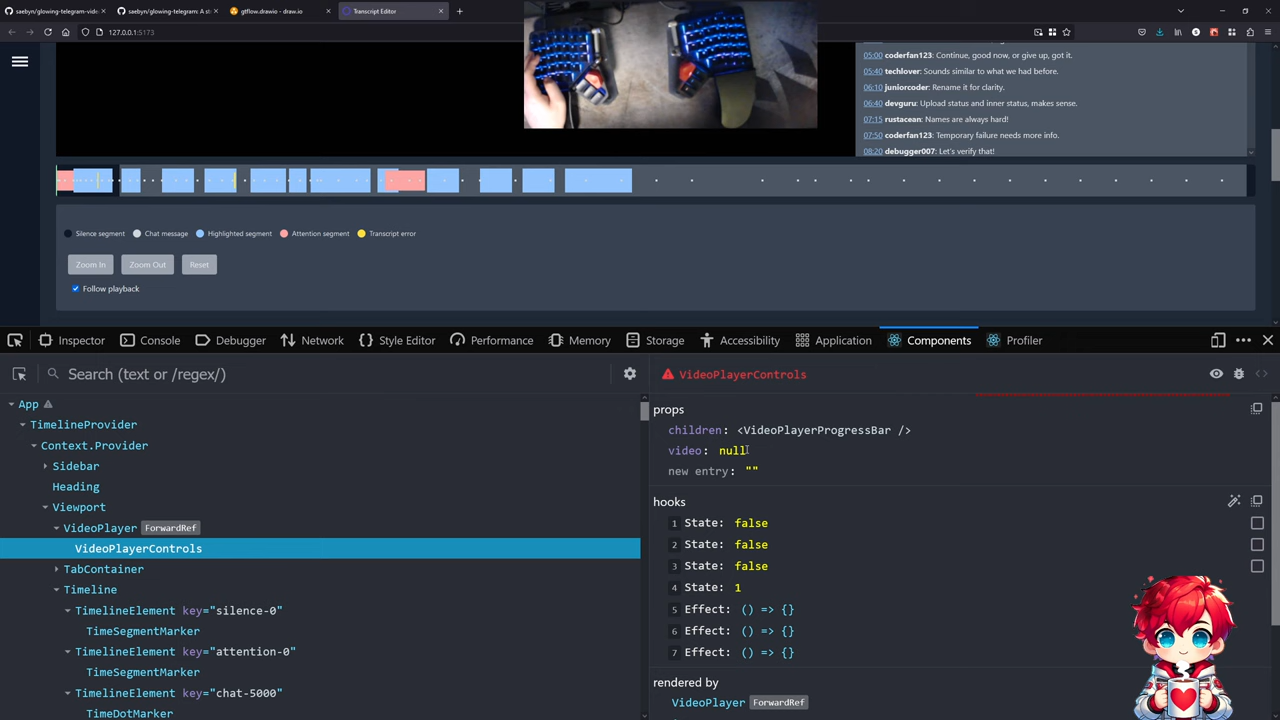 saebyn/glowing-telegram-vide
saebyn/glowing-telegram: A st
gtflow.drawio - draw.io
Transcript Editor
127.0.0.1:5173
05:00 coderfan123: Continue, good now, or give up, got it.
05:40 techlover: Sounds similar to what we had before.
06:10 juniorcoder: Rename it for clarity.
06:40 devguru: Upload status and inner status, makes sense.
07:15 rustacean: Names are always hard!
07:50 coderfan123: Temporary failure needs more info.
08:20 debugger007: Let's verify that!
Silence segment Chat message Highlighted segment Attention segment Transcript error
Zoom In Zoom Out Reset
Follow playback
Inspector Console Debugger Network Style Editor Performance Memory Storage Accessibility Application Components Profiler
Search (text or /regex/)
App
TimelineProvider
Context.Provider
Sidebar
Heading
Viewport
VideoPlayer ForwardRef
VideoPlayerControls
TabContainer
Timeline
TimelineElement key="silence-0"
TimeSegmentMarker
TimelineElement key="attention-0"
TimeSegmentMarker
TimelineElement key="chat-5000"
TimeDotMarker
VideoPlayerControls
props
children: <VideoPlayerProgressBar />
video: null
new entry: ""
hooks
1 State: false
2 State: false
3 State: false
4 State: 1
5 Effect: () => {}
6 Effect: () => {}
7 Effect: () => {}
rendered by
VideoPlayer ForwardRef